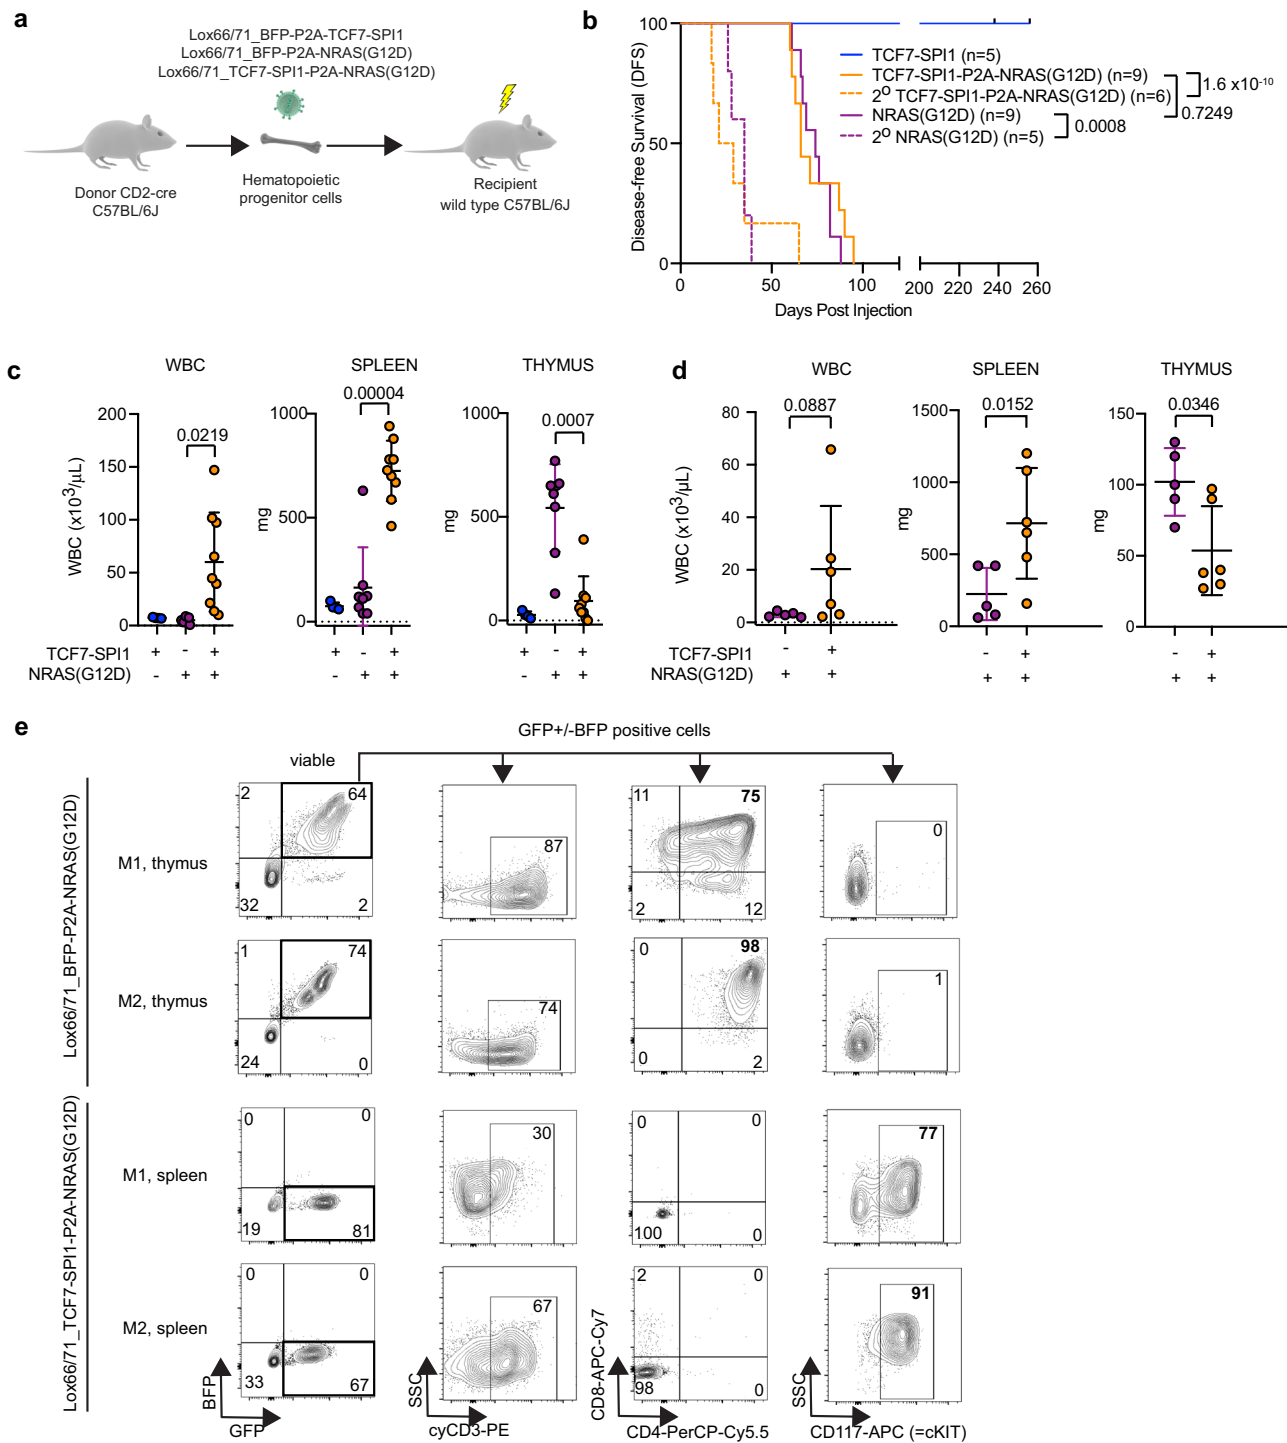 a
Lox66/71_BFP-P2A-TCF7-SPI1
Lox66/71_BFP-P2A-NRAS(G12D)
Lox66/71_TCF7-SPI1-P2A-NRAS(G12D)
Donor CD2-cre
C57BL/6J
Hematopoietic
progenitor cells
Recipient
wild type C57BL/6J
b
Disease-free Survival (DFS)
100
50
0
0 50 100 200 220 240 260
Days Post Injection
TCF7-SPI1 (n=5)
TCF7-SPI1-P2A-NRAS(G12D) (n=9)
2º TCF7-SPI1-P2A-NRAS(G12D) (n=6)
NRAS(G12D) (n=9)
2º NRAS(G12D) (n=5)
1.6 x10⁻¹⁰
0.7249
0.0008
c
WBC
WBC (x10³/µL)
200
150
100
50
0
0.0219
SPLEEN
mg
1000
500
0
0.00004
THYMUS
mg
1000
500
0
0.0007
TCF7-SPI1 + - + + - + + - +
NRAS(G12D) - + + - + + - + +
d
WBC
WBC (x10³/µL)
80
60
40
20
0
0.0887
SPLEEN
mg
1500
1000
500
0
0.0152
THYMUS
mg
150
100
50
0
0.0346
TCF7-SPI1 - + - + - +
NRAS(G12D) + + + + + +
e
GFP+/-BFP positive cells
viable
Lox66/71_BFP-P2A-NRAS(G12D)
M1, thymus
2 64
32 2
87
11 75
2 12
0
M2, thymus
1 74
24 0
74
0 98
0 2
1
Lox66/71_TCF7-SPI1-P2A-NRAS(G12D)
M1, spleen
0 0
19 81
30
0 0
100 0
77
M2, spleen
0 0
33 67
67
2 0
98 0
91
BFP
GFP
SSC
cyCD3-PE
CD8-APC-Cy7
CD4-PerCP-Cy5.5
SSC
CD117-APC (=cKIT)